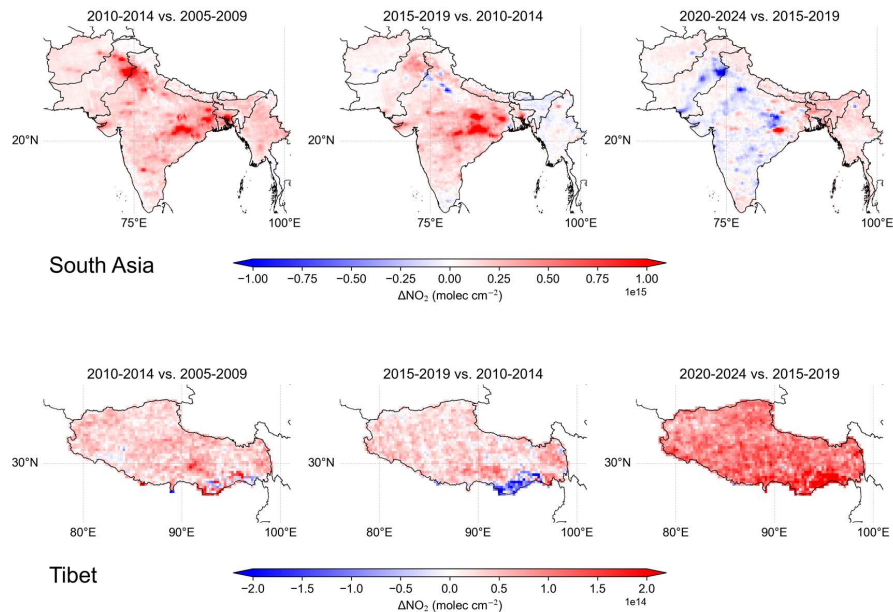 2010-2014 vs. 2005-2009 2015-2019 vs. 2010-2014 2020-2024 vs. 2015-2019
20°N
75°E 100°E 75°E 100°E 75°E 100°E
South Asia
−1.00 −0.75 −0.50 −0.25 0.00 0.25 0.50 0.75 1.00
ΔNO₂ (molec cm⁻²) 1e15
2010-2014 vs. 2005-2009 2015-2019 vs. 2010-2014 2020-2024 vs. 2015-2019
30°N 30°N 30°N
80°E 90°E 100°E 80°E 90°E 100°E 80°E 90°E 100°E
Tibet
−2.0 −1.5 −1.0 −0.5 0.0 0.5 1.0 1.5 2.0
ΔNO₂ (molec cm⁻²) 1e14